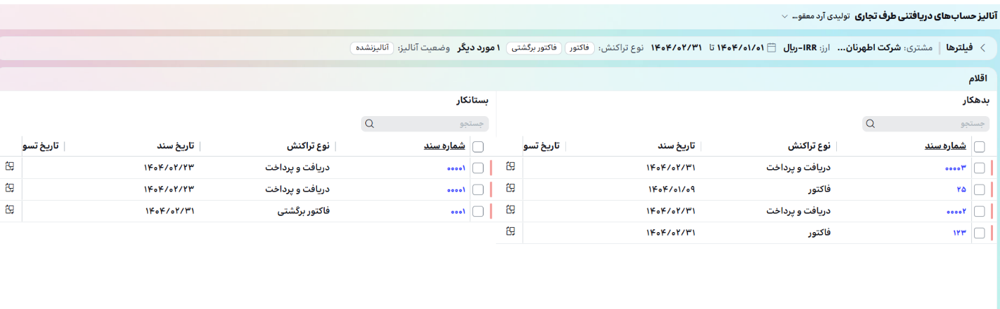 آنالیز حساب‌های دریافتنی طرف تجاری تولیدی آرد معقو...
فیلترها مشتری: شرکت اطهرنان... ارز: IRR-ریال ۱۴۰۴/۰۱/۰۱ تا ۱۴۰۴/۰۲/۳۱ نوع تراکنش: فاکتور فاکتور برگشتی ۱ مورد دیگر وضعیت آنالیز: آنالیزنشده
اقلام
بدهکار
جستجو
شماره سند نوع تراکنش تاریخ سند تاریخ تسو
۰۰۰۰۳ دریافت و پرداخت ۱۴۰۴/۰۲/۳۱
۲۵ فاکتور ۱۴۰۴/۰۱/۰۹
۰۰۰۰۲ دریافت و پرداخت ۱۴۰۴/۰۲/۳۱
۱۲۳ فاکتور ۱۴۰۴/۰۲/۳۱
بستانکار
جستجو
شماره سند نوع تراکنش تاریخ سند تاریخ تسو
۰۰۰۰۱ دریافت و پرداخت ۱۴۰۴/۰۲/۲۳
۰۰۰۰۱ دریافت و پرداخت ۱۴۰۴/۰۲/۲۳
۰۰۰۱ فاکتور برگشتی ۱۴۰۴/۰۲/۳۱